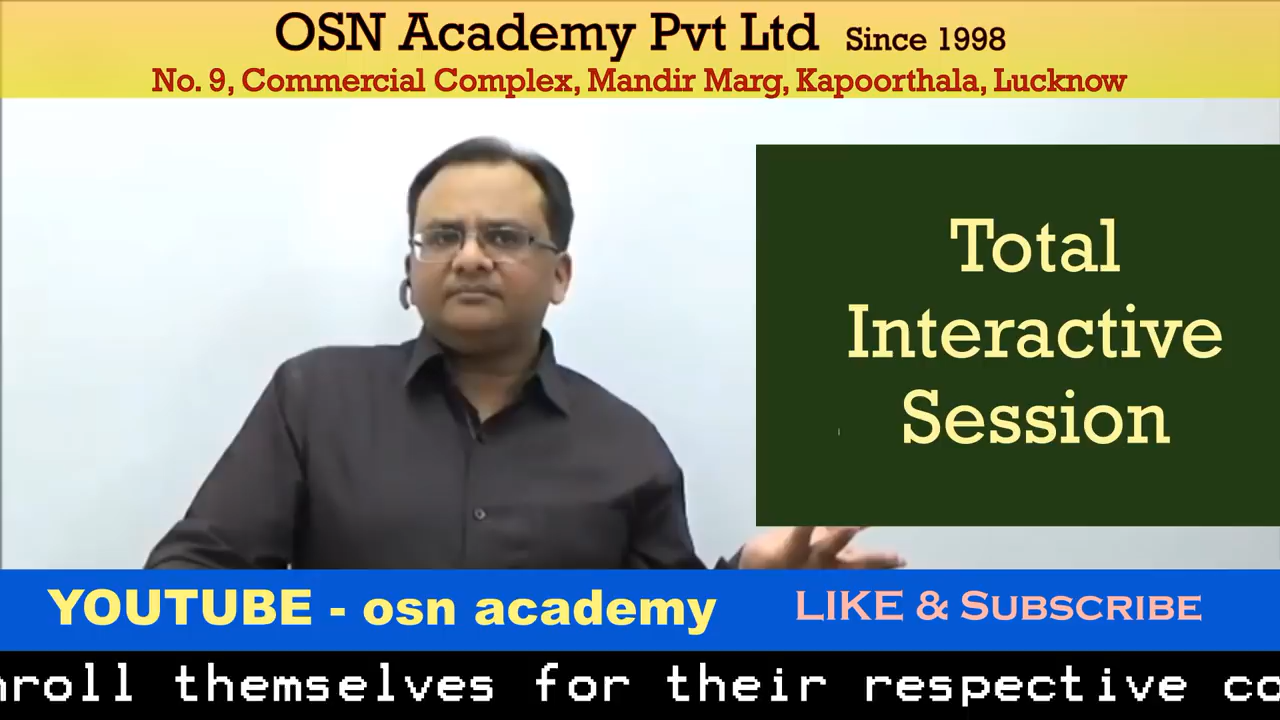 OSN Academy Pvt Ltd Since 1998
No. 9, Commercial Complex, Mandir Marg, Kapoorthala, Lucknow
Total
Interactive
Session
YOUTUBE - osn academy LIKE & SUBSCRIBE
themselves for their respective